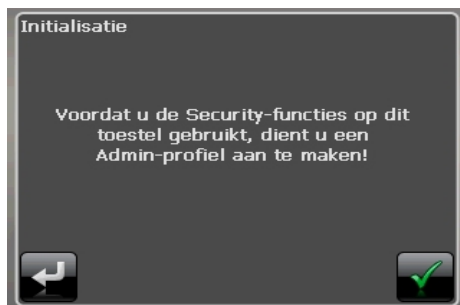 Initialisatie
Voordat u de Security-functies op dit
toestel gebruikt, dient u een
Admin-profiel aan te maken!